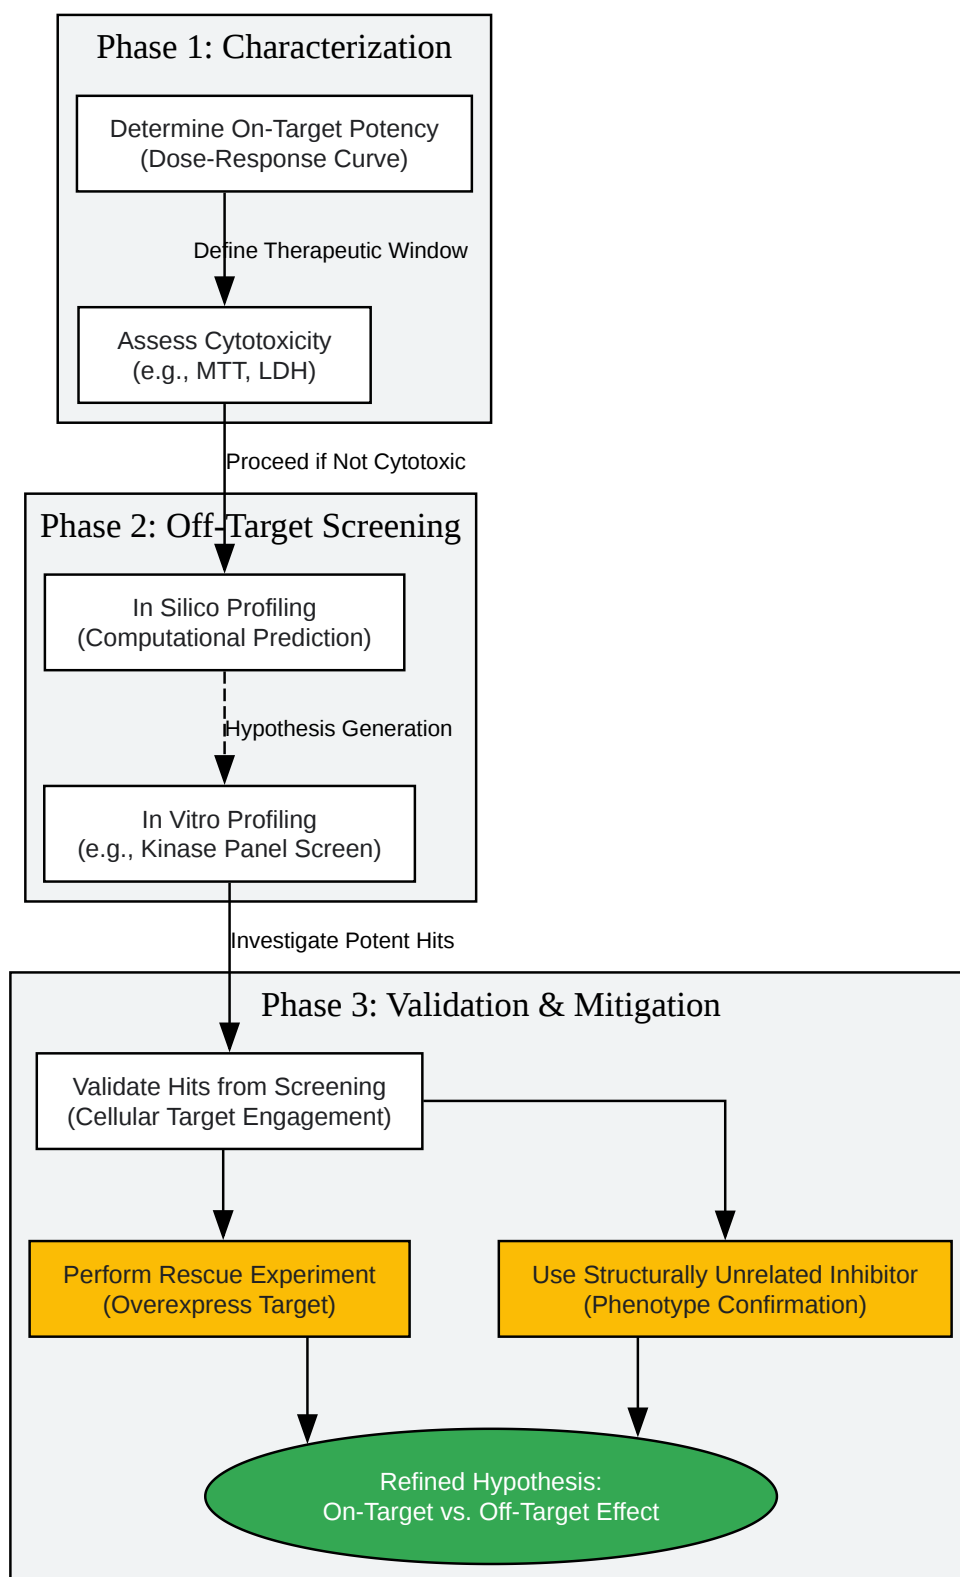 Phase 1: Characterization
Determine On-Target Potency
(Dose-Response Curve)
Define Therapeutic Window
Assess Cytotoxicity
(e.g., MTT, LDH)
Proceed if Not Cytotoxic
Phase 2: Off-Target Screening
In Silico Profiling
(Computational Prediction)
Hypothesis Generation
In Vitro Profiling
(e.g., Kinase Panel Screen)
Investigate Potent Hits
Phase 3: Validation & Mitigation
Validate Hits from Screening
(Cellular Target Engagement)
Perform Rescue Experiment
(Overexpress Target)
Use Structurally Unrelated Inhibitor
(Phenotype Confirmation)
Refined Hypothesis:
On-Target vs. Off-Target Effect